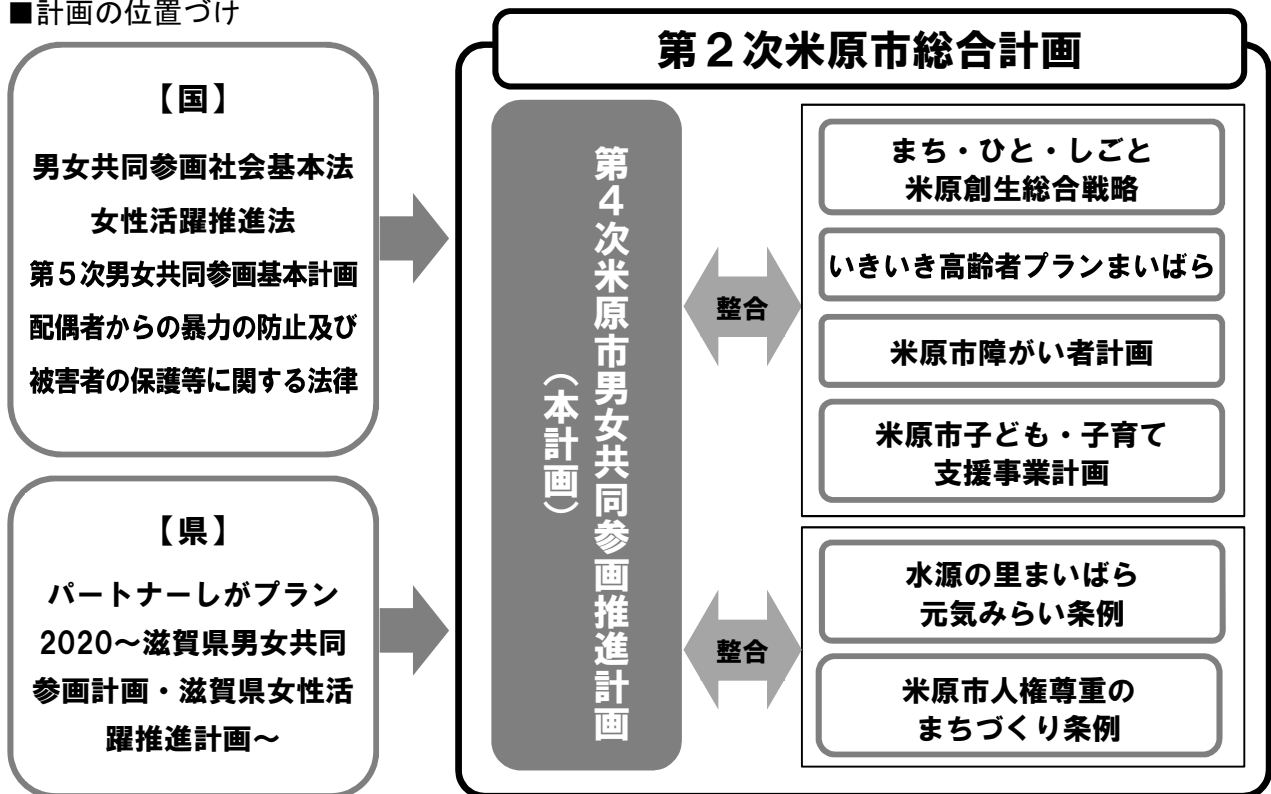 ■計画の位置づけ
【国】
男女共同参画社会基本法
女性活躍推進法
第5次男女共同参画基本計画
配偶者からの暴力の防止及び
被害者の保護等に関する法律
【県】
パートナーしがプラン
2020~滋賀県男女共同
参画計画・滋賀県女性活
躍推進計画~
第2次米原市総合計画
第4次米原市男女共同参画推進計画
(本計画)
整合
まち・ひと・しごと
米原創生総合戦略
いきいき高齢者プランまいばら
米原市障がい者計画
米原市子ども・子育て
支援事業計画
整合
水源の里まいばら
元気みらい条例
米原市人権尊重の
まちづくり条例